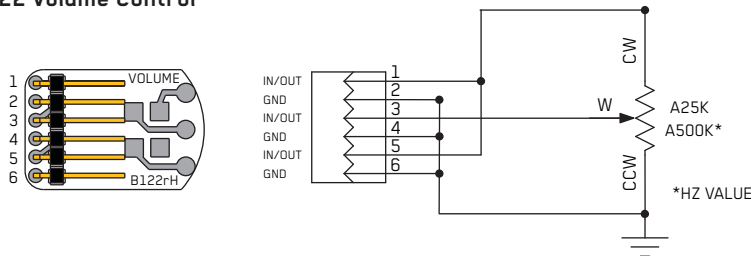 22 Volume Control
1
2
3
4
5
6
VOLUME
B122rH
IN/OUT
GND
IN/OUT
GND
IN/OUT
GND
1
2
3
4
5
6
CW
W
CCW
A25K
A500K*
*HZ VALUE